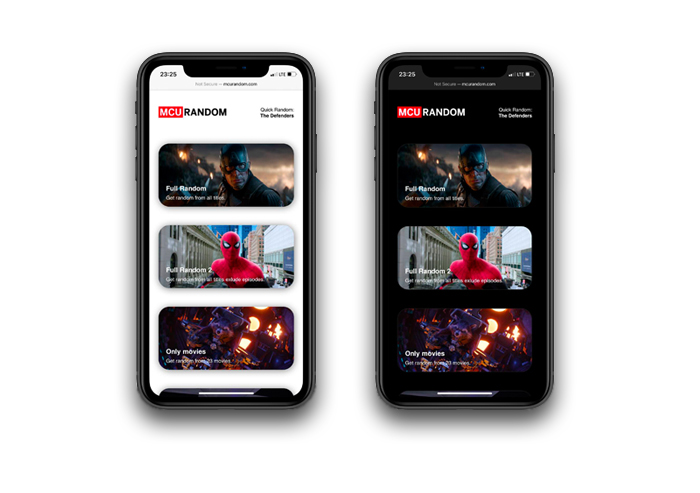 23:25
LTE
Not Secure — mcurandom.com
MCU RANDOM
Quick Random:
The Defenders
Full Random
Get random from all titles.
Full Random 2
Get random from all titles exlude episodes.
Only movies
Get random from 23 movies.
23:25
LTE
Not Secure — mcurandom.com
MCU RANDOM
Quick Random:
The Defenders
Full Random
Get random from all titles.
Full Random 2
Get random from all titles exlude episodes.
Only movies
Get random from 23 movies.